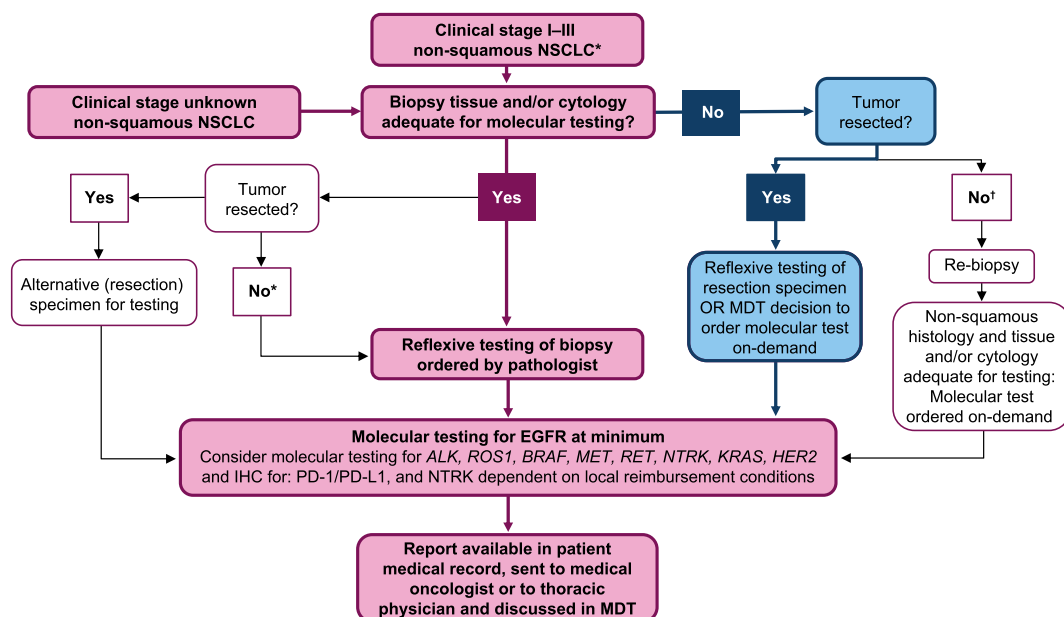 Clinical stage I–III
non-squamous NSCLC*
Clinical stage unknown
non-squamous NSCLC
Biopsy tissue and/or cytology
adequate for molecular testing?
No
Tumor
resected?
Yes
Tumor
resected?
Yes
Yes
No†
Alternative (resection)
specimen for testing
No*
Reflexive testing of
resection specimen
OR MDT decision to
order molecular test
on-demand
Re-biopsy
Non-squamous
histology and tissue
and/or cytology
adequate for testing:
Molecular test
ordered on-demand
Reflexive testing of biopsy
ordered by pathologist
Molecular testing for EGFR at minimum
Consider molecular testing for ALK, ROS1, BRAF, MET, RET, NTRK, KRAS, HER2
and IHC for: PD-1/PD-L1, and NTRK dependent on local reimbursement conditions
Report available in patient
medical record, sent to medical
oncologist or to thoracic
physician and discussed in MDT